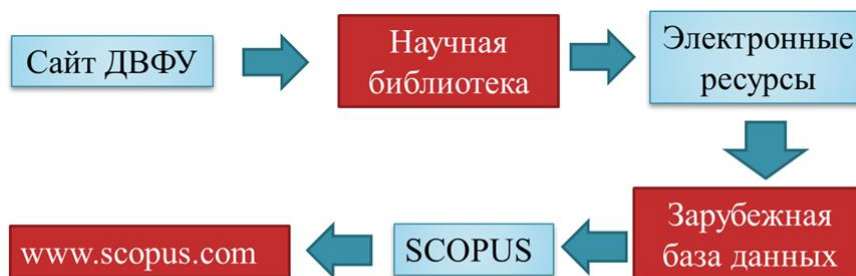 Сайт ДВФУ
Научная
библиотека
Электронные
ресурсы
Зарубежная
база данных
SCOPUS
www.scopus.com